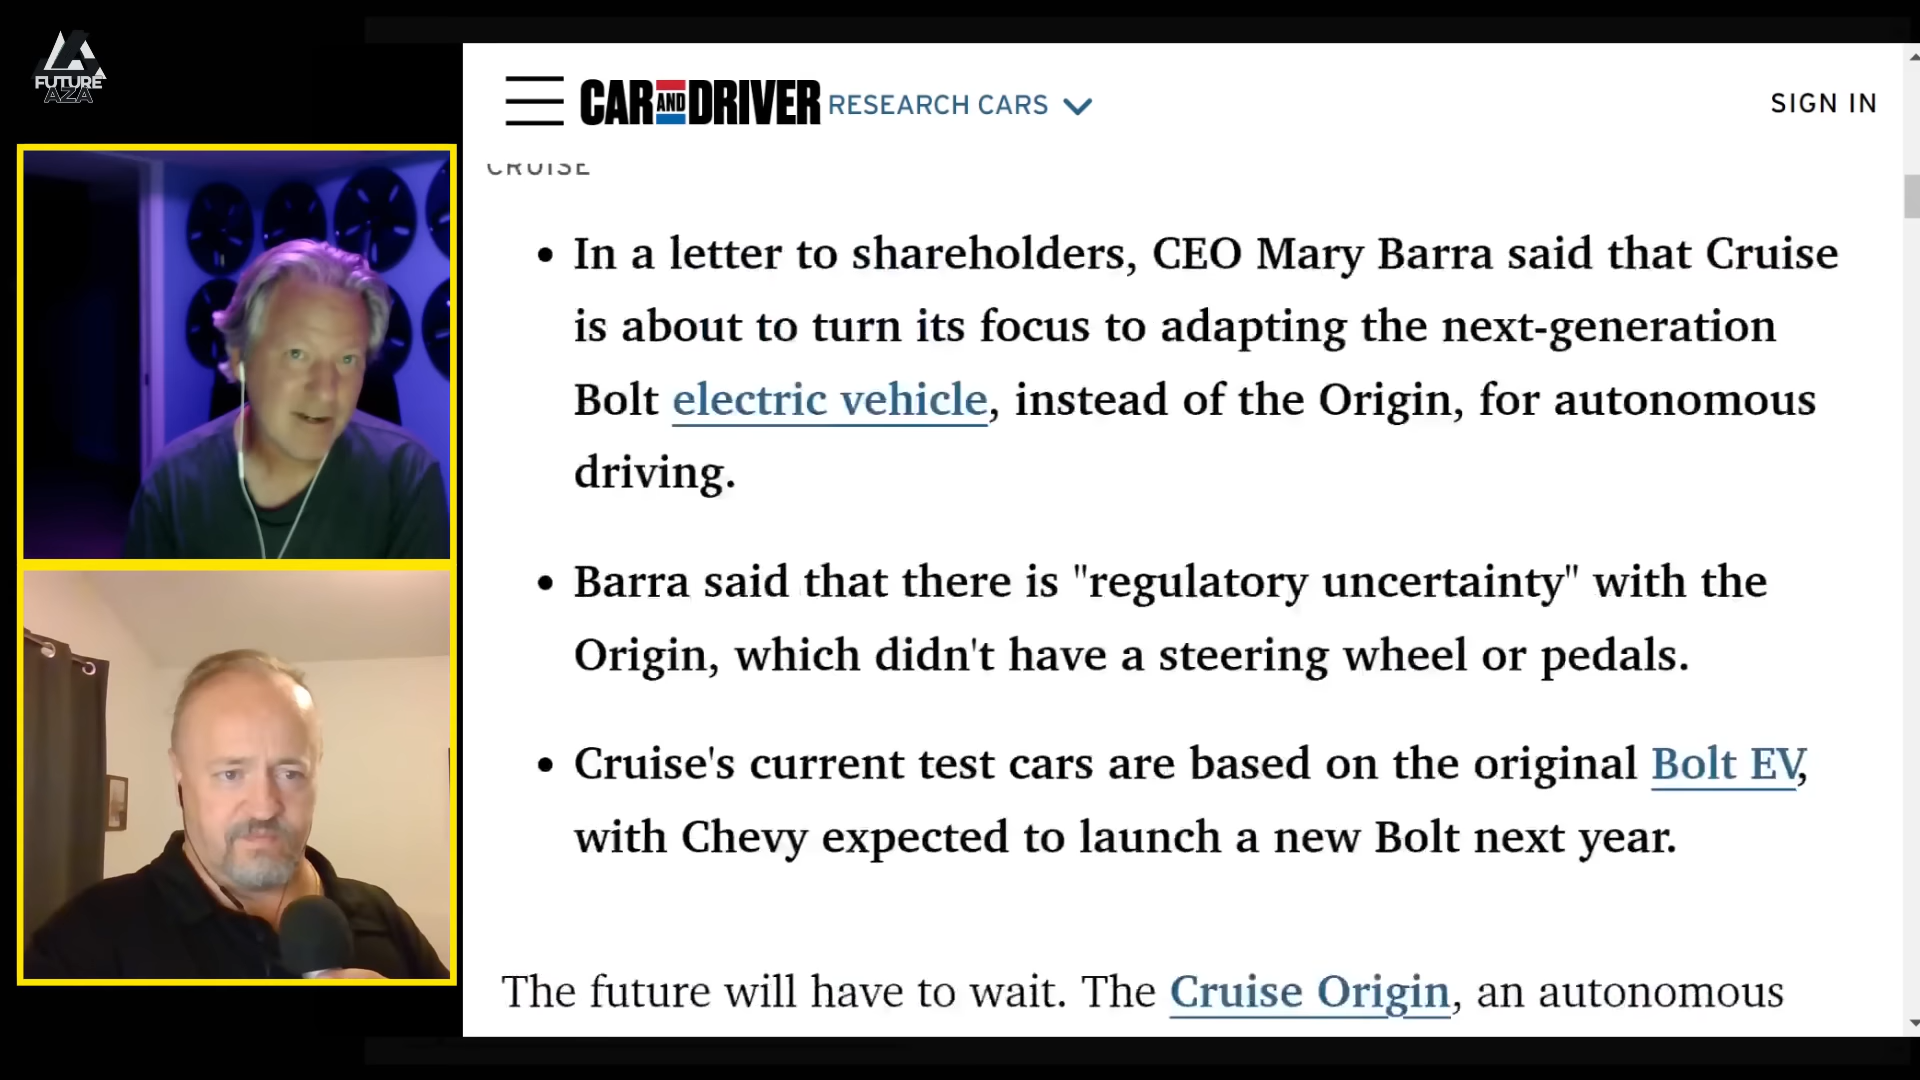 FUTURE
AZA
CAR AND DRIVER RESEARCH CARS SIGN IN
CRUISE
• In a letter to shareholders, CEO Mary Barra said that Cruise
is about to turn its focus to adapting the next-generation
Bolt electric vehicle, instead of the Origin, for autonomous
driving.
• Barra said that there is "regulatory uncertainty" with the
Origin, which didn't have a steering wheel or pedals.
• Cruise's current test cars are based on the original Bolt EV,
with Chevy expected to launch a new Bolt next year.
The future will have to wait. The Cruise Origin, an autonomous